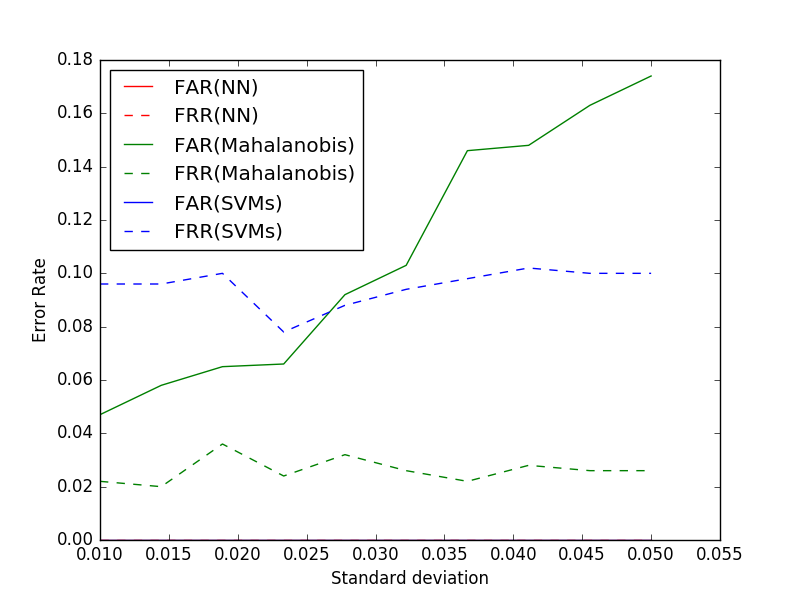 0.18
0.16
0.14
0.12
0.10
0.08
0.06
0.04
0.02
0.00
Error Rate
FAR(NN)
FRR(NN)
FAR(Mahalanobis)
FRR(Mahalanobis)
FAR(SVMs)
FRR(SVMs)
0.010 0.015 0.020 0.025 0.030 0.035 0.040 0.045 0.050 0.055
Standard deviation